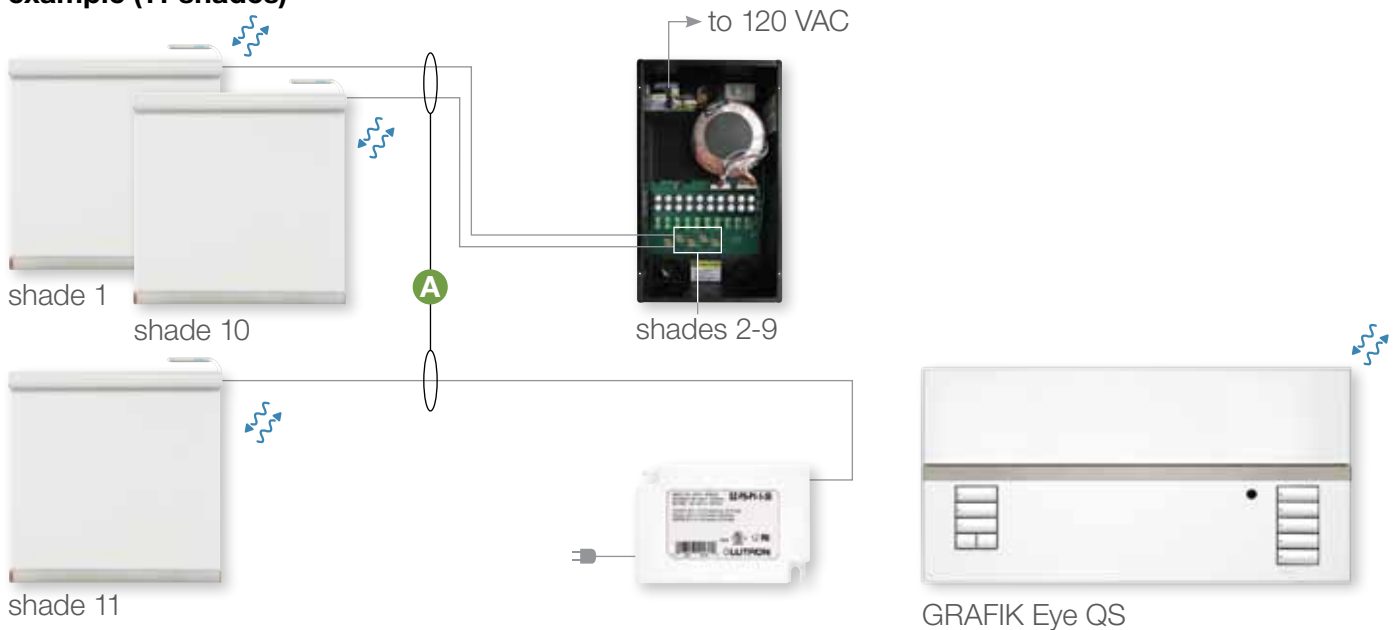 example (11 shades)
to 120 VAC
shade 1
shade 10
A
shades 2-9
shade 11
LUTRON
GRAFIK Eye QS